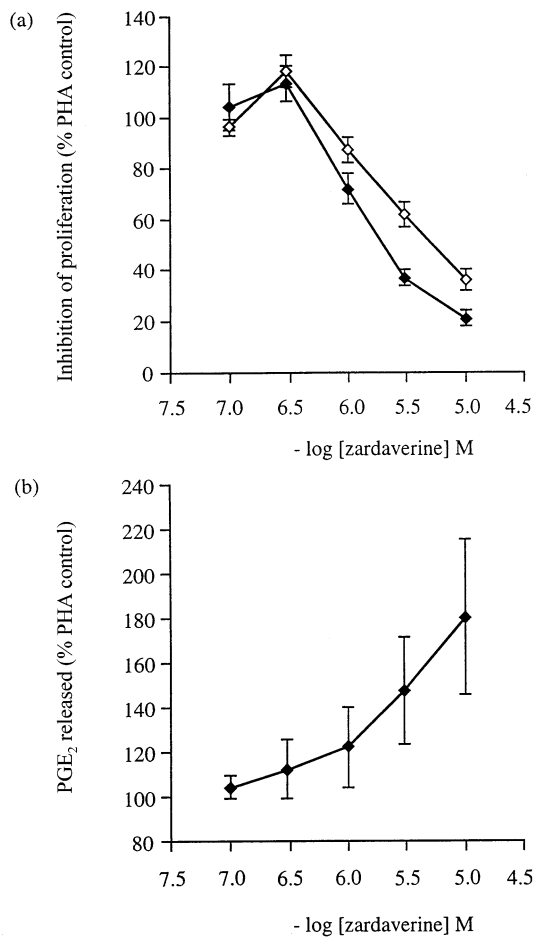 (a)
Inhibition of proliferation (% PHA control)
140
120
100
80
60
40
20
0
7.5 7.0 6.5 6.0 5.5 5.0 4.5
- log [zardaverine] M
(b)
PGE2 released (% PHA control)
240
220
200
180
160
140
120
100
80
7.5 7.0 6.5 6.0 5.5 5.0 4.5
- log [zardaverine] M